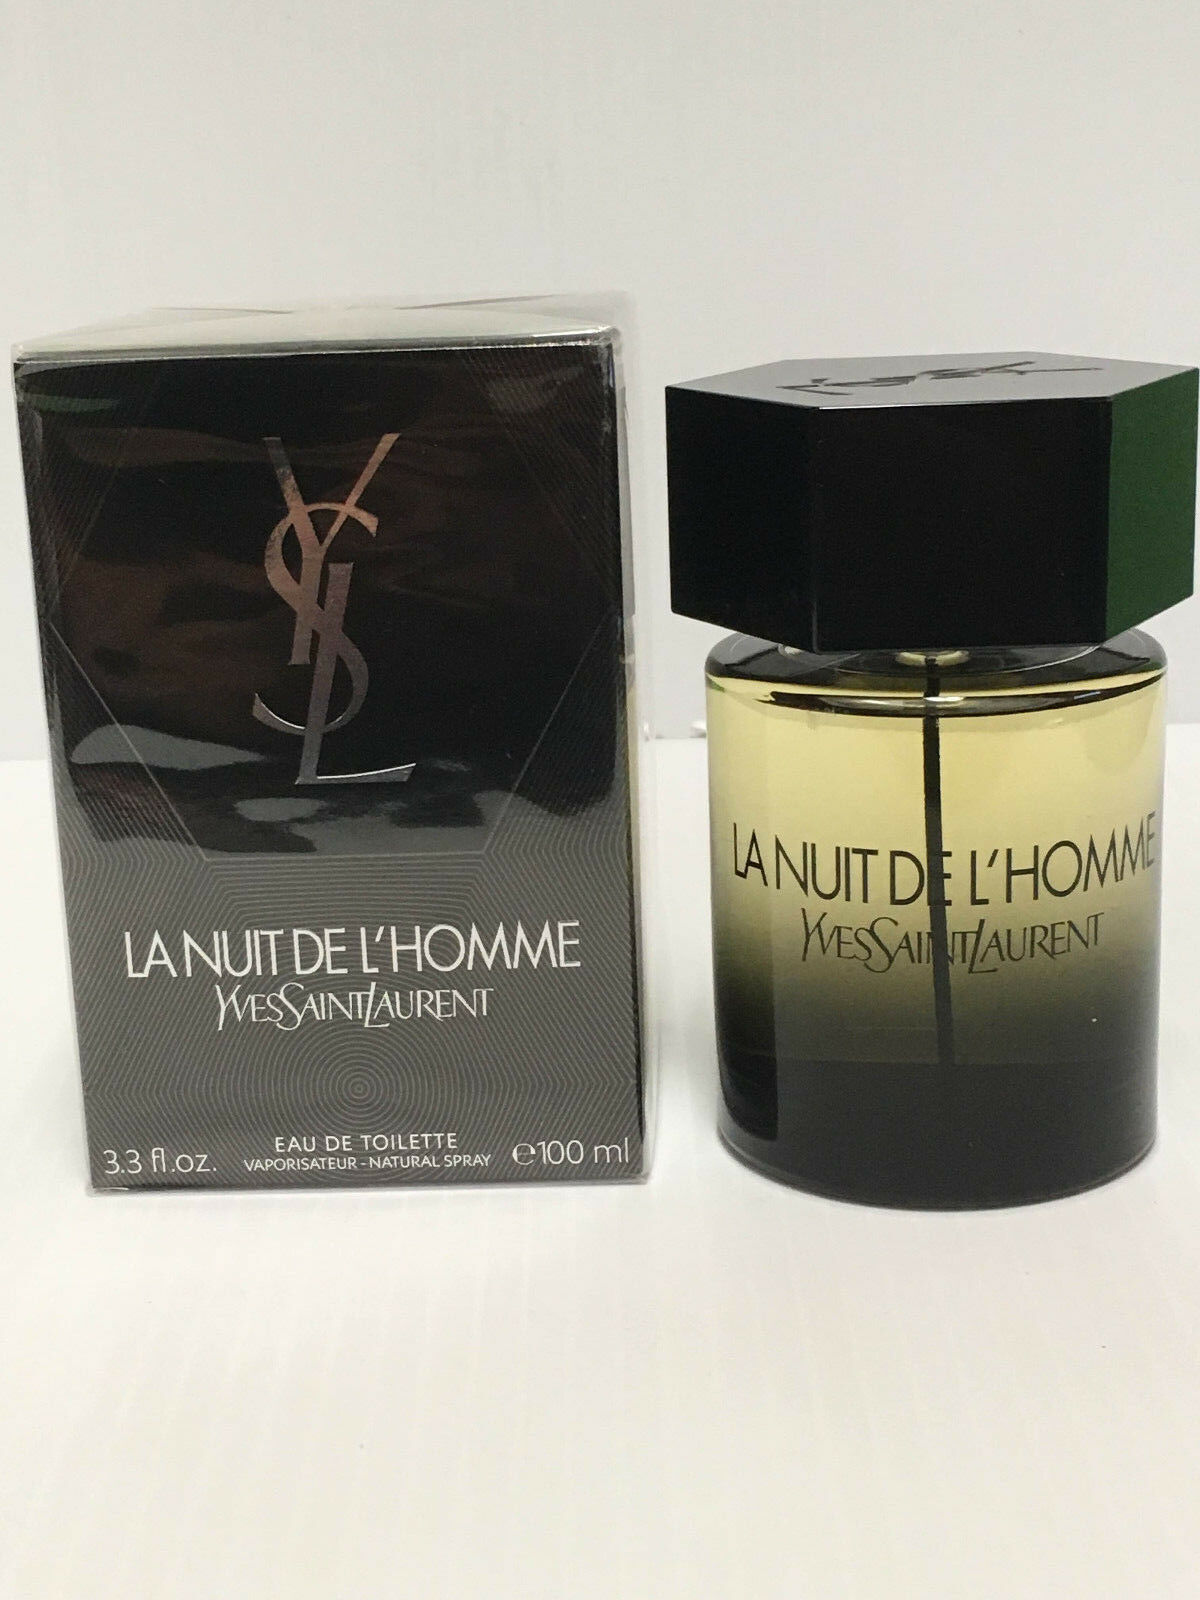 YSL
LA NUIT DE L'HOMME
YVESSAINTLAURENT
EAU DE TOILETTE
3.3 fl.oz. VAPORISATEUR - NATURAL SPRAY ℮100 ml
YSL
LA NUIT DE L'HOMME
YVESSAINTLAURENT